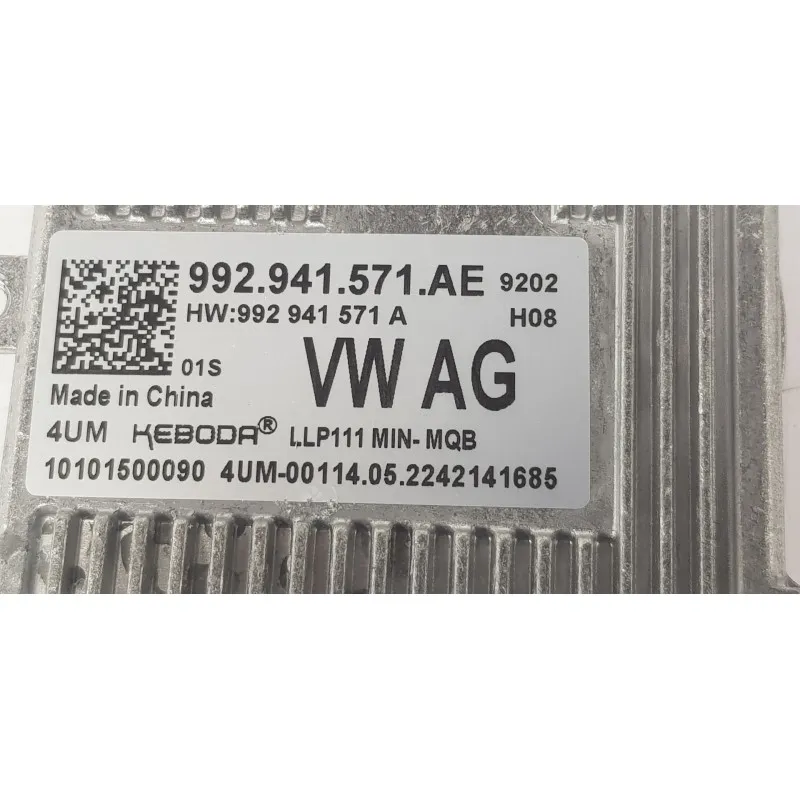 992.941.571.AE 9202
HW:992 941 571 A H08
01S VW AG
Made in China
4UM KEBODA® LLP111 MIN- MQB
10101500090 4UM-00114.05.2242141685